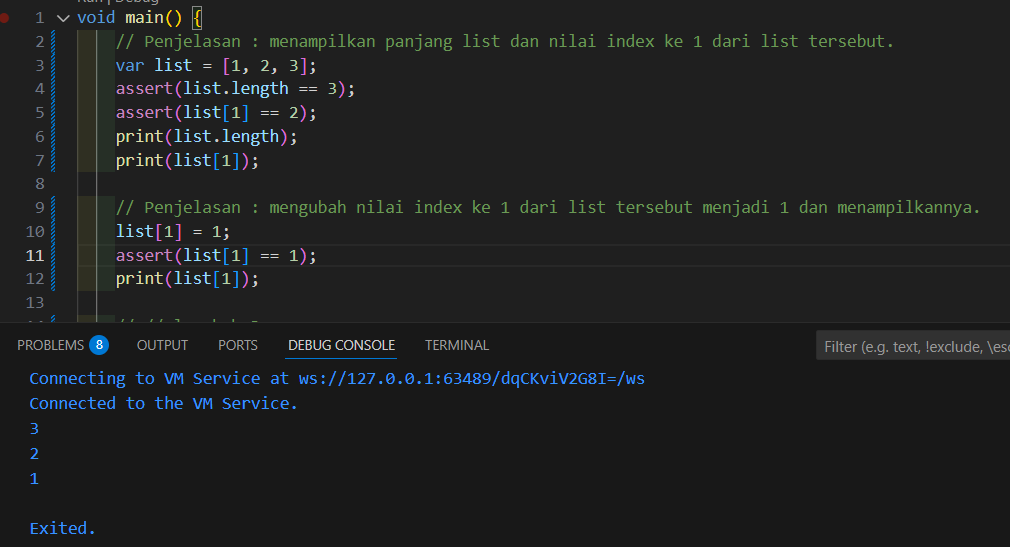 Run | Debug
1 void main() {
2 // Penjelasan : menampilkan panjang list dan nilai index ke 1 dari list tersebut.
3 var list = [1, 2, 3];
4 assert(list.length == 3);
5 assert(list[1] == 2);
6 print(list.length);
7 print(list[1]);
8
9 // Penjelasan : mengubah nilai index ke 1 dari list tersebut menjadi 1 dan menampilkannya.
10 list[1] = 1;
11 assert(list[1] == 1);
12 print(list[1]);
13
PROBLEMS 8 OUTPUT PORTS DEBUG CONSOLE TERMINAL Filter (e.g. text, !exclude, \esc
Connecting to VM Service at ws://127.0.0.1:63489/dqCKviV2G8I=/ws
Connected to the VM Service.
3
2
1
Exited.